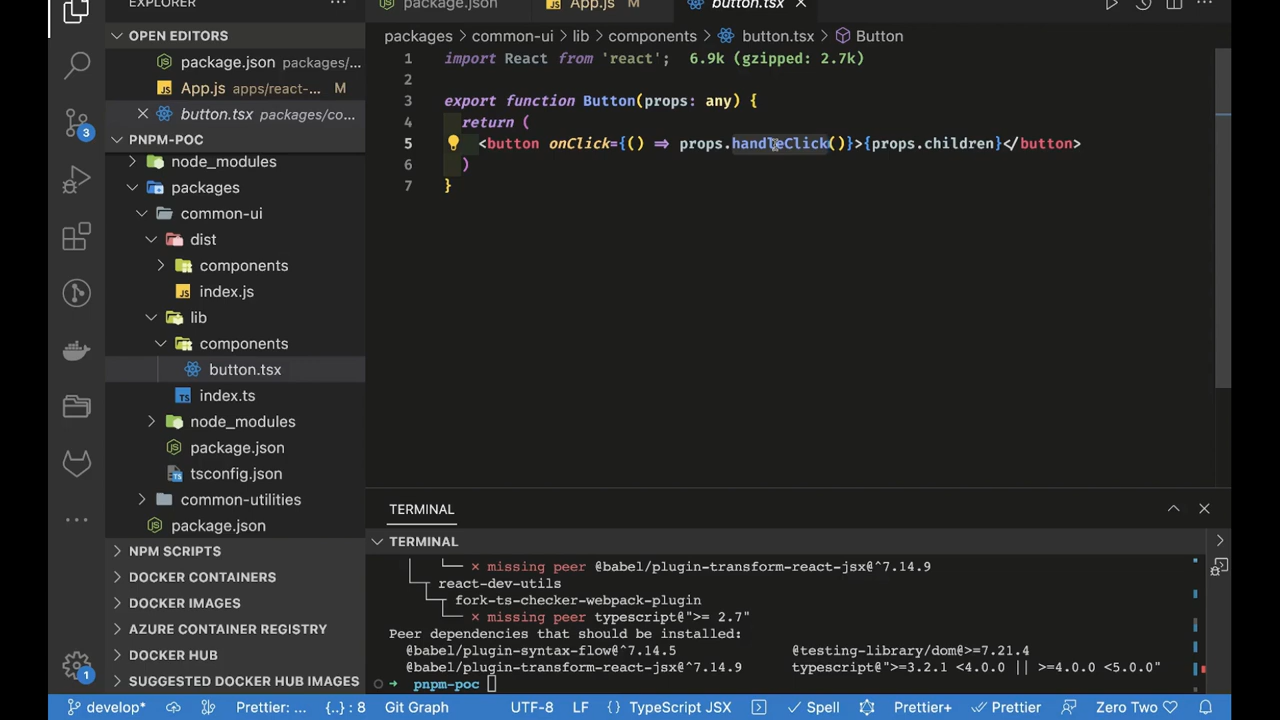 EXPLORER
package.json
App.js M
button.tsx
OPEN EDITORS
package.json packages/...
App.js apps/react-... M
button.tsx packages/co...
3
PNPM-POC
node_modules
packages
common-ui
dist
components
index.js
lib
components
button.tsx
index.ts
node_modules
package.json
tsconfig.json
common-utilities
package.json
NPM SCRIPTS
DOCKER CONTAINERS
DOCKER IMAGES
AZURE CONTAINER REGISTRY
DOCKER HUB
SUGGESTED DOCKER HUB IMAGES
1
packages > common-ui > lib > components > button.tsx > Button
1 import React from 'react'; 6.9k (gzipped: 2.7k)
2
3 export function Button(props: any) {
4 return (
5 <button onClick={() => props.handleClick()}>{props.children}</button>
6 )
7 }
TERMINAL
TERMINAL
× missing peer @babel/plugin-transform-react-jsx@^7.14.9
react-dev-utils
fork-ts-checker-webpack-plugin
× missing peer typescript@">= 2.7"
Peer dependencies that should be installed:
@babel/plugin-syntax-flow@^7.14.5 @testing-library/dom@>=7.21.4
@babel/plugin-transform-react-jsx@^7.14.9 typescript@">=3.2.1 <4.0.0 || >=4.0.0 <5.0.0"
→ pnpm-poc
develop* Prettier: ... {..} : 8 Git Graph UTF-8 LF {} TypeScript JSX Spell Prettier+ Prettier Zero Two ♡